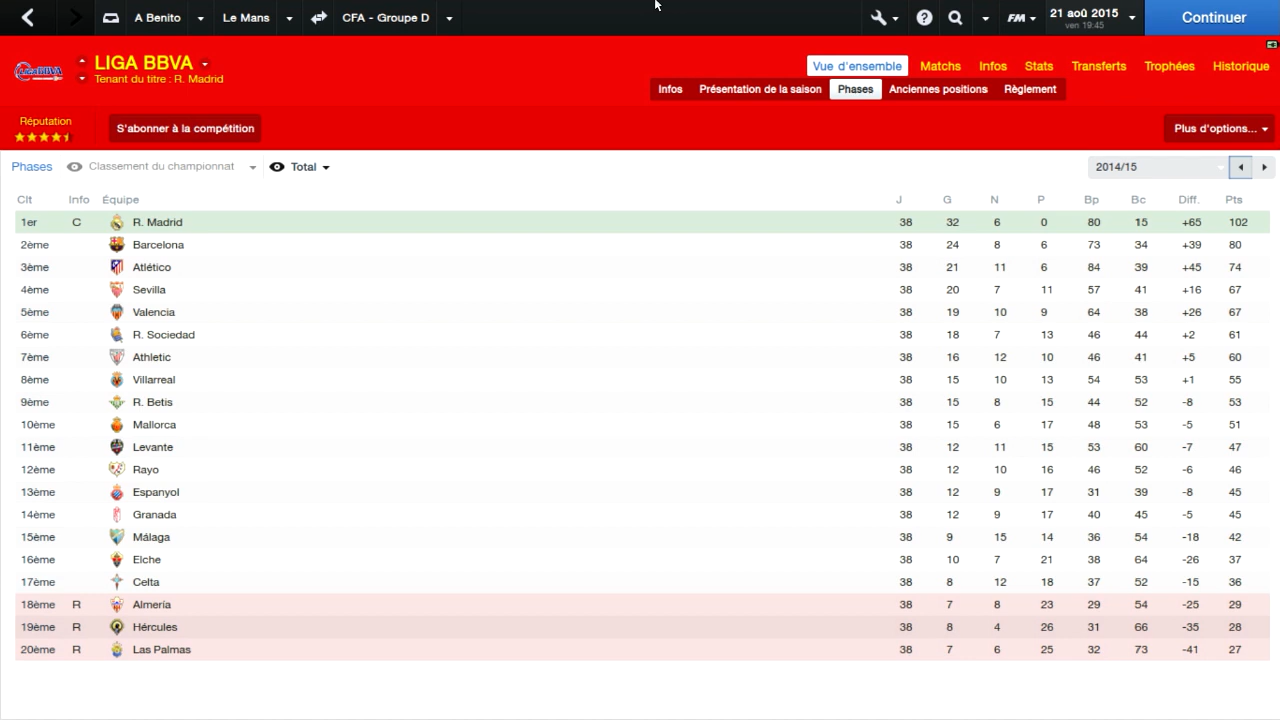 A Benito Le Mans CFA - Groupe D FM 21 aoû 2015 ven 19:45 Continuer
LIGA BBVA
Tenant du titre : R. Madrid
Vue d'ensemble Matchs Infos Stats Transferts Trophées Historique
Infos Présentation de la saison Phases Anciennes positions Règlement
Réputation
S'abonner à la compétition Plus d'options...
Phases Classement du championnat Total 2014/15
Clt Info Équipe J G N P Bp Bc Diff. Pts
1er C R. Madrid 38 32 6 0 80 15 +65 102
2ème Barcelona 38 24 8 6 73 34 +39 80
3ème Atlético 38 21 11 6 84 39 +45 74
4ème Sevilla 38 20 7 11 57 41 +16 67
5ème Valencia 38 19 10 9 64 38 +26 67
6ème R. Sociedad 38 18 7 13 46 44 +2 61
7ème Athletic 38 16 12 10 46 41 +5 60
8ème Villarreal 38 15 10 13 54 53 +1 55
9ème R. Betis 38 15 8 15 44 52 -8 53
10ème Mallorca 38 15 6 17 48 53 -5 51
11ème Levante 38 12 11 15 53 60 -7 47
12ème Rayo 38 12 10 16 46 52 -6 46
13ème Espanyol 38 12 9 17 31 39 -8 45
14ème Granada 38 12 9 17 40 45 -5 45
15ème Málaga 38 9 15 14 36 54 -18 42
16ème Elche 38 10 7 21 38 64 -26 37
17ème Celta 38 8 12 18 37 52 -15 36
18ème R Almería 38 7 8 23 29 54 -25 29
19ème R Hércules 38 8 4 26 31 66 -35 28
20ème R Las Palmas 38 7 6 25 32 73 -41 27